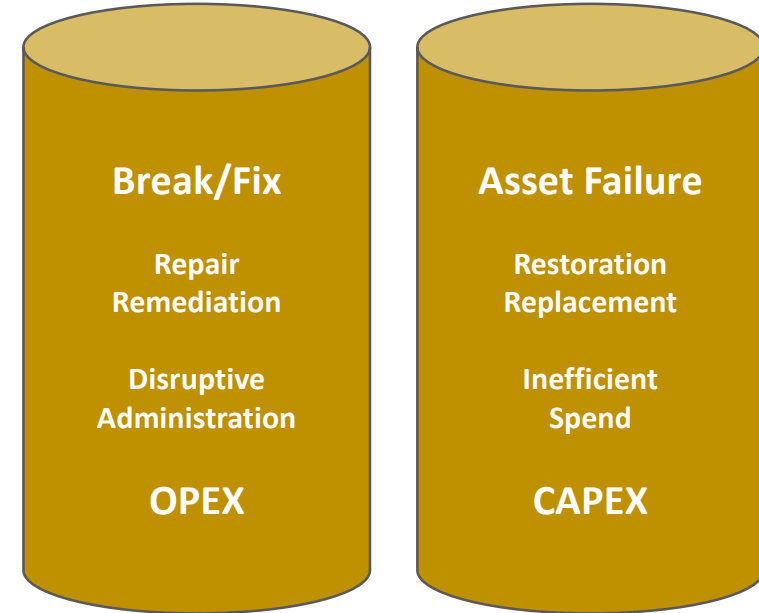 Break/Fix
Repair
Remediation
Disruptive
Administration
OPEX
Asset Failure
Restoration
Replacement
Inefficient
Spend
CAPEX